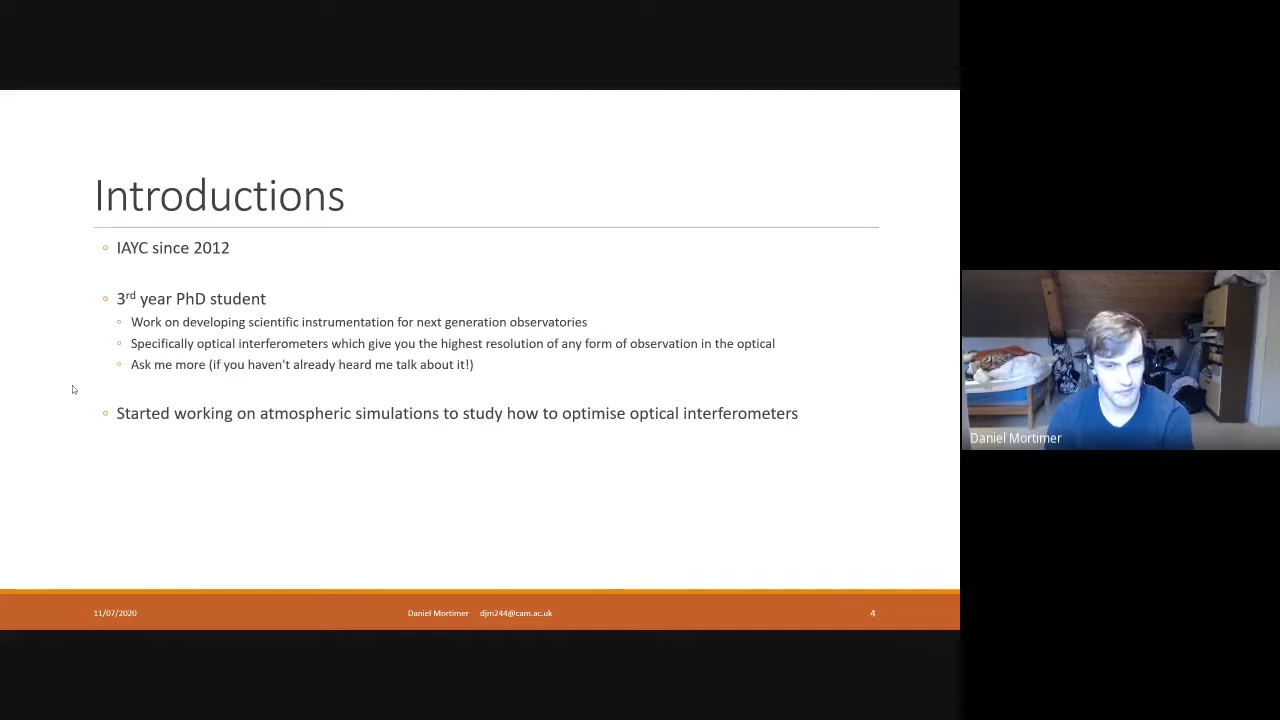 Introductions
IAYC since 2012
3rd year PhD student
Work on developing scientific instrumentation for next generation observatories
Specifically optical interferometers which give you the highest resolution of any form of observation in the optical
Ask me more (if you haven't already heard me talk about it!)
Started working on atmospheric simulations to study how to optimise optical interferometers
Daniel Mortimer
11/07/2020 Daniel Mortimer djm244@cam.ac.uk 4